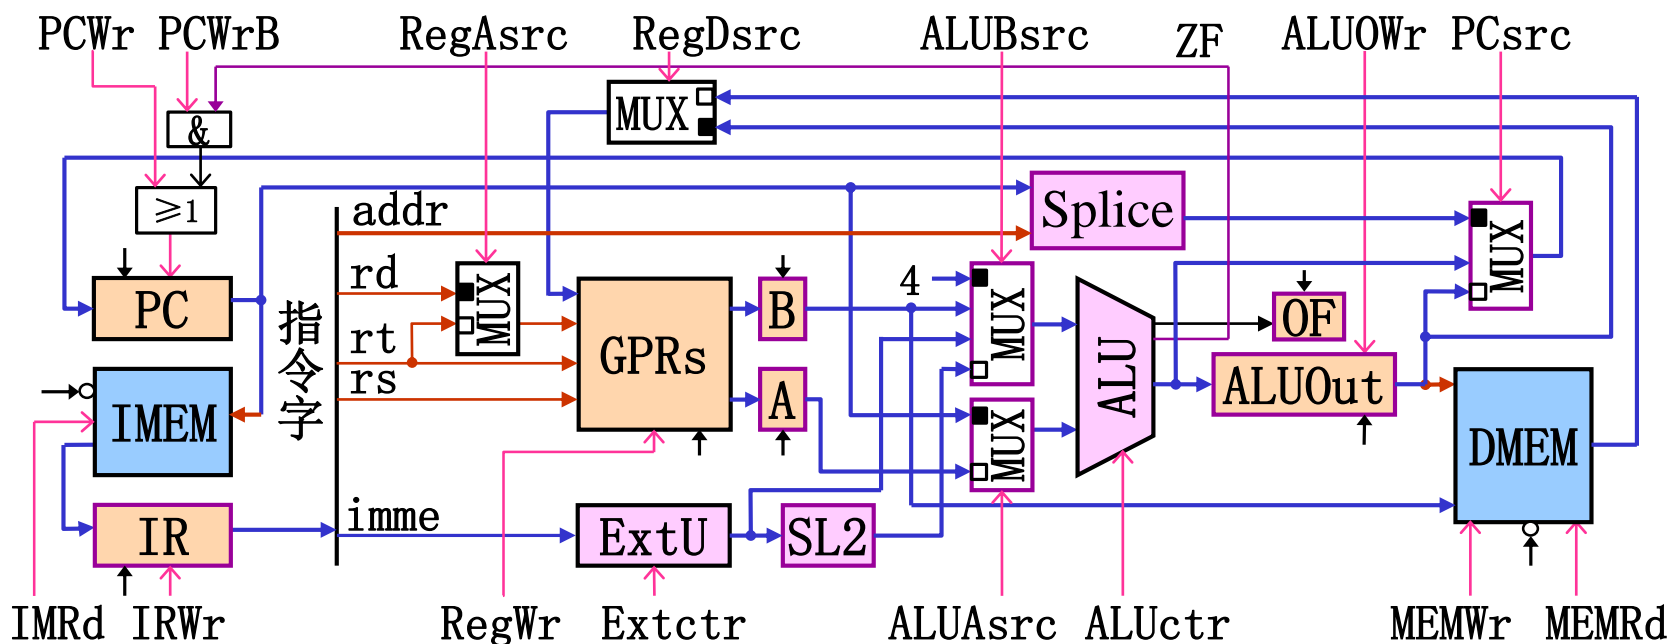 PCWr PCWrB RegAsrc RegDsrc ALUBsrc ZF ALUOWr PCsrc
MUX
&
≥1
addr
Splice
MUX
rd
MUX
4
MUX
PC
指令字
B
OF
rt
GPRs
ALU
rs
A
ALUOut
IMEM
MUX
DMEM
imme
IR
ExtU
SL2
IMRd IRWr RegWr Extctr ALUAsrc ALUctr MEMWr MEMRd